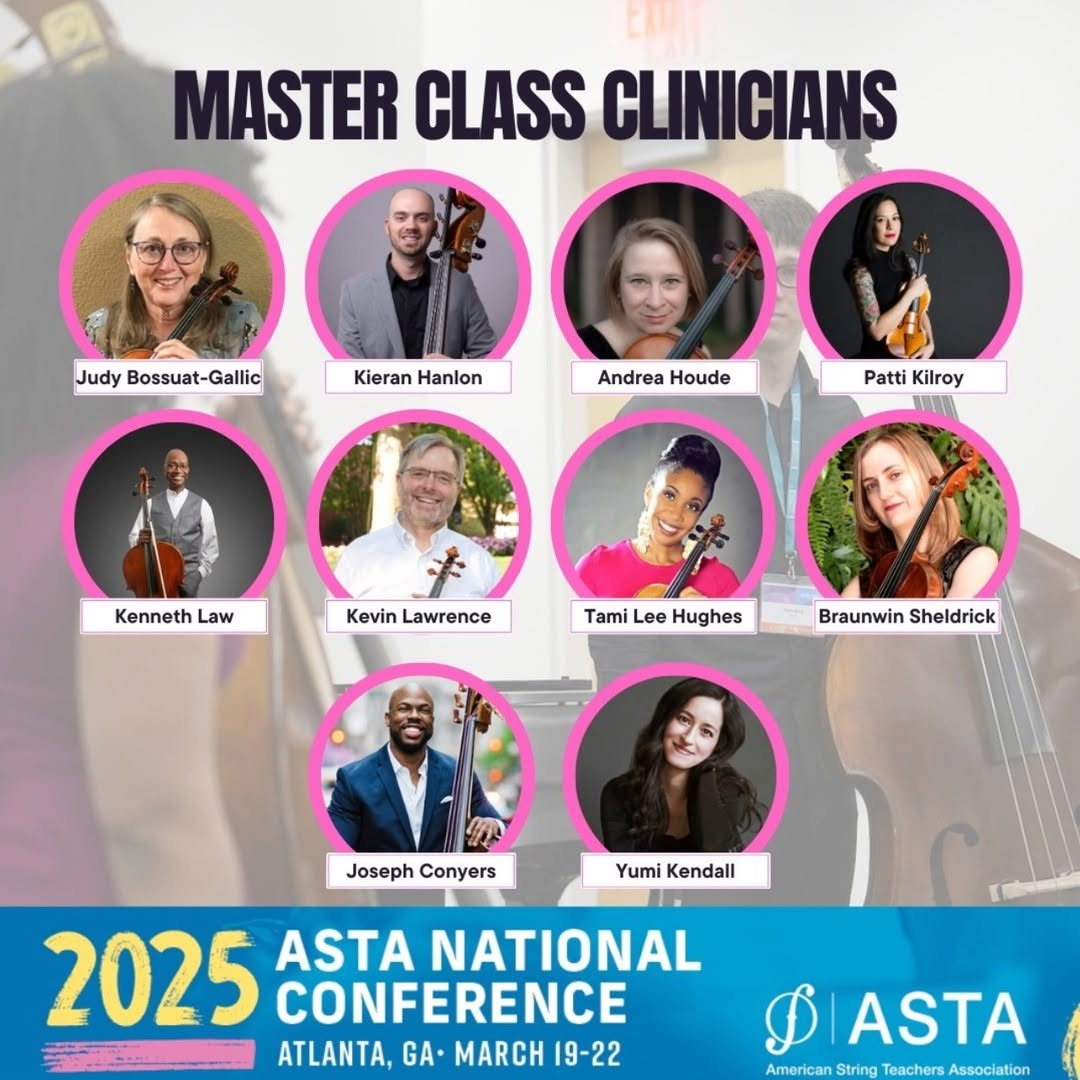 EXIT
MASTER CLASS CLINICIANS
Judy Bossuat-Gallic
Kieran Hanlon
Andrea Houde
Patti Kilroy
Kenneth Law
Kevin Lawrence
Tami Lee Hughes
Braunwin Sheldrick
Joseph Conyers
Yumi Kendall
2025
ASTA NATIONAL
CONFERENCE
ATLANTA, GA• MARCH 19-22
ASTA
American String Teachers Association